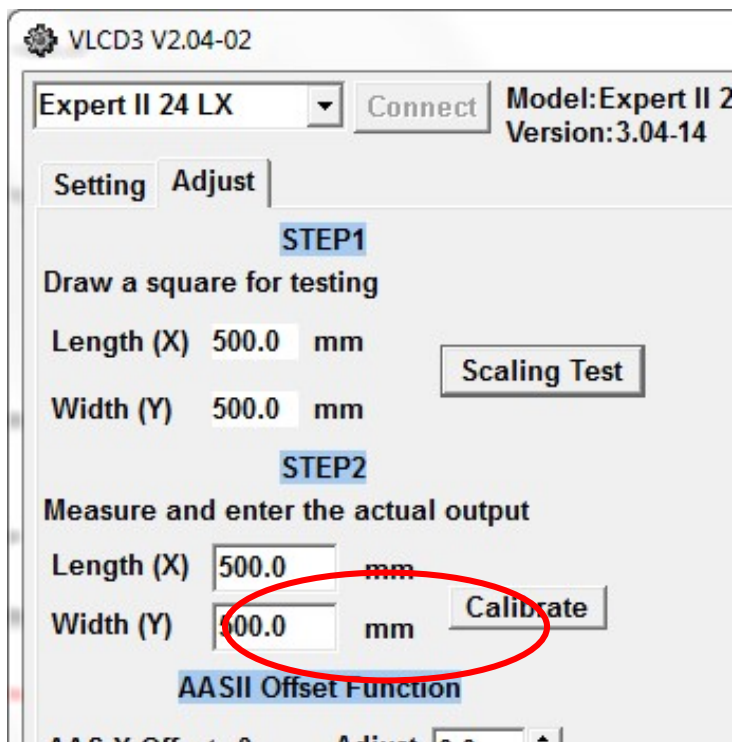 VLCD3 V2.04-02
Expert II 24 LX Connect Model:Expert II 2
Version:3.04-14
Setting Adjust
STEP1
Draw a square for testing
Length (X) 500.0 mm
Scaling Test
Width (Y) 500.0 mm
STEP2
Measure and enter the actual output
Length (X) 500.0 mm
Width (Y) 500.0 mm Calibrate
AASII Offset Function
Adjust